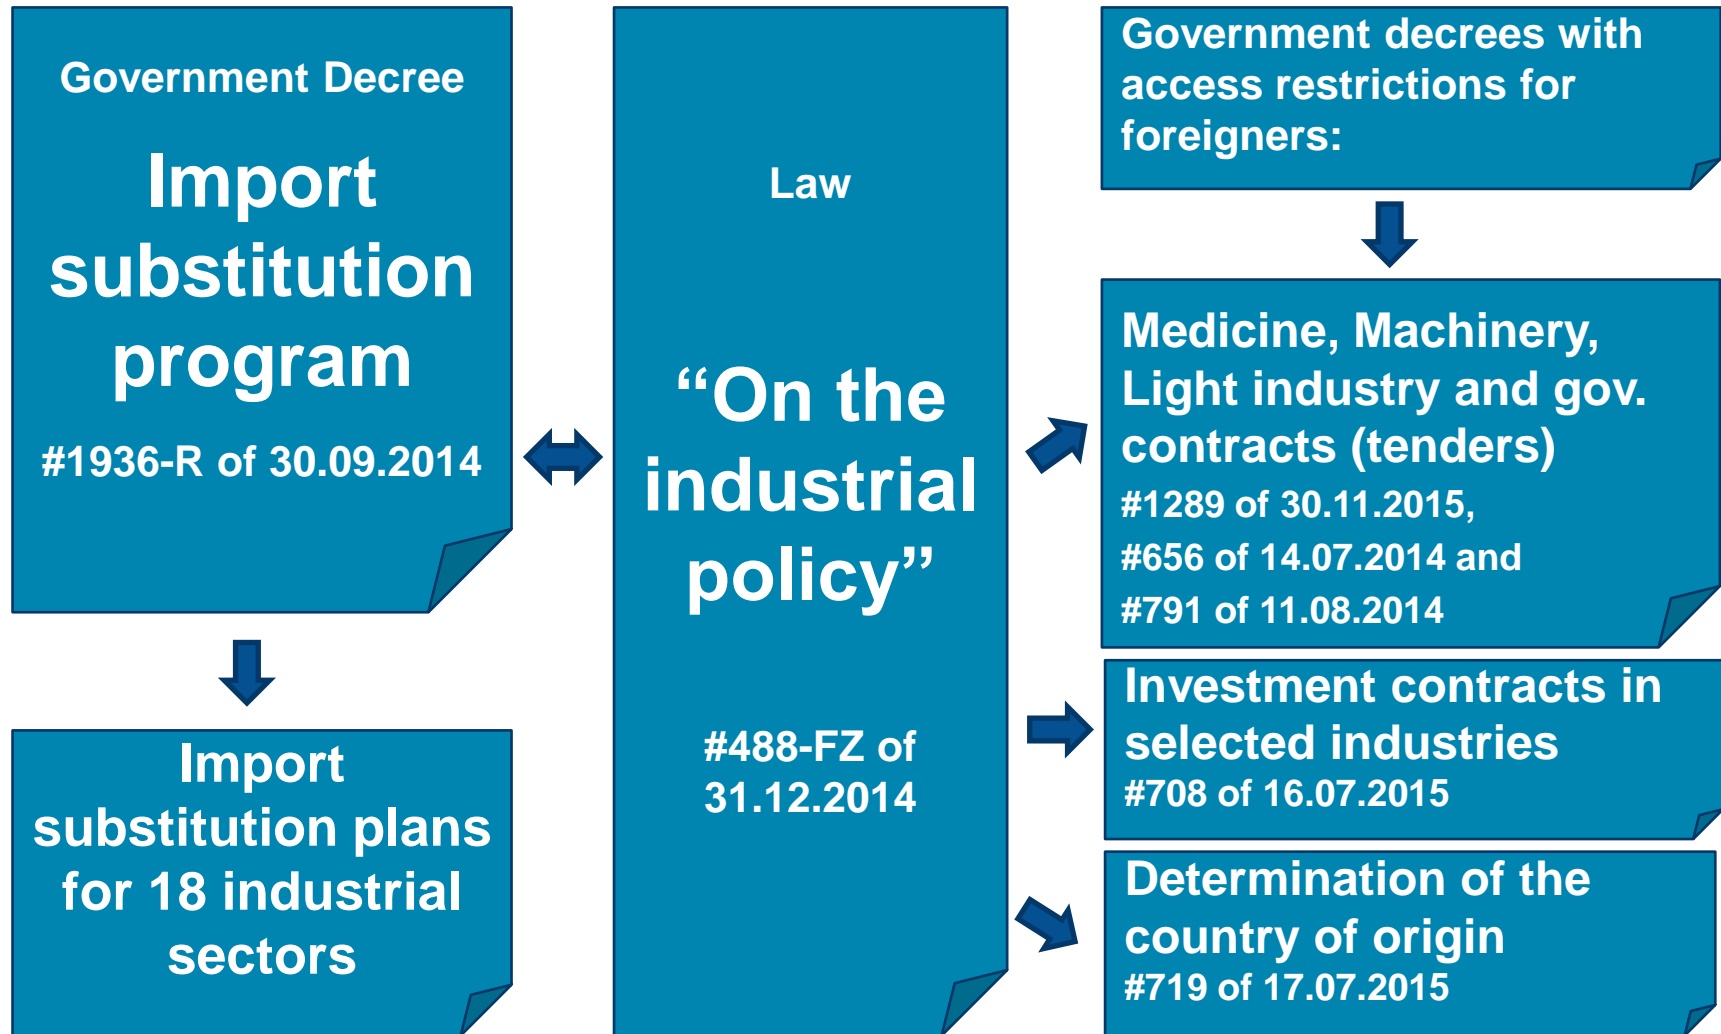 Government Decree
Import
substitution
program
#1936-R of 30.09.2014
Import
substitution plans
for 18 industrial
sectors
Law
“On the
industrial
policy”
#488-FZ of
31.12.2014
Government decrees with
access restrictions for
foreigners:
Medicine, Machinery,
Light industry and gov.
contracts (tenders)
#1289 of 30.11.2015,
#656 of 14.07.2014 and
#791 of 11.08.2014
Investment contracts in
selected industries
#708 of 16.07.2015
Determination of the
country of origin
#719 of 17.07.2015